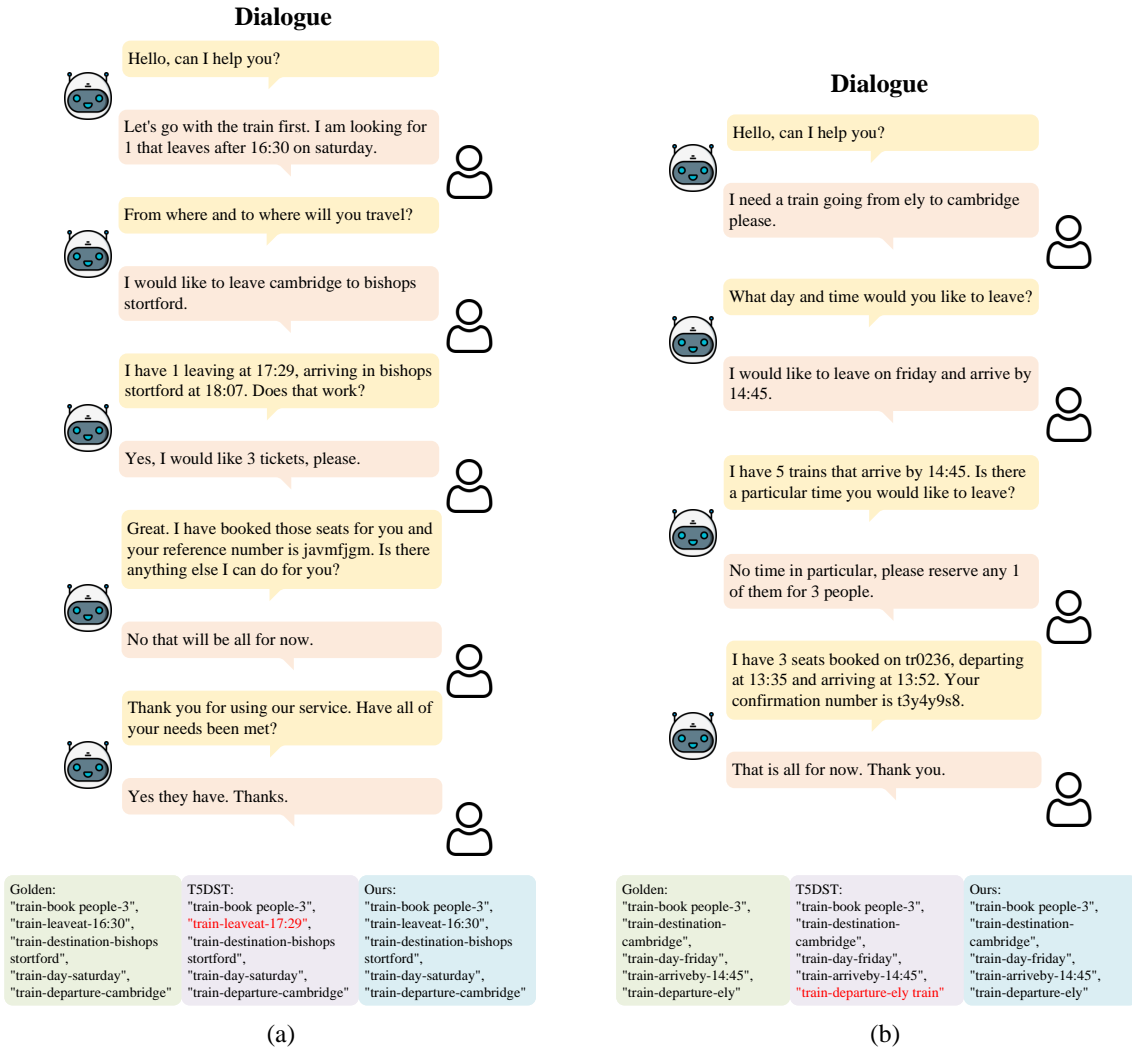 Dialogue
Hello, can I help you?
Let's go with the train first. I am looking for
1 that leaves after 16:30 on saturday.
From where and to where will you travel?
I would like to leave cambridge to bishops
stortford.
I have 1 leaving at 17:29, arriving in bishops
stortford at 18:07. Does that work?
Yes, I would like 3 tickets, please.
Great. I have booked those seats for you and
your reference number is javmfjgm. Is there
anything else I can do for you?
No that will be all for now.
Thank you for using our service. Have all of
your needs been met?
Yes they have. Thanks.
Golden:
"train-book people-3",
"train-leaveat-16:30",
"train-destination-bishops
stortford",
"train-day-saturday",
"train-departure-cambridge"
T5DST:
"train-book people-3",
"train-leaveat-17:29",
"train-destination-bishops
stortford",
"train-day-saturday",
"train-departure-cambridge"
Ours:
"train-book people-3",
"train-leaveat-16:30",
"train-destination-bishops
stortford",
"train-day-saturday",
"train-departure-cambridge"
(a)
Dialogue
Hello, can I help you?
I need a train going from ely to cambridge
please.
What day and time would you like to leave?
I would like to leave on friday and arrive by
14:45.
I have 5 trains that arrive by 14:45. Is there
a particular time you would like to leave?
No time in particular, please reserve any 1
of them for 3 people.
I have 3 seats booked on tr0236, departing
at 13:35 and arriving at 13:52. Your
confirmation number is t3y4y9s8.
That is all for now. Thank you.
Golden:
"train-book people-3",
"train-destination-
cambridge",
"train-day-friday",
"train-arriveby-14:45",
"train-departure-ely"
T5DST:
"train-book people-3",
"train-destination-
cambridge",
"train-day-friday",
"train-arriveby-14:45",
"train-departure-ely train"
Ours:
"train-book people-3",
"train-destination-
cambridge",
"train-day-friday",
"train-arriveby-14:45",
"train-departure-ely"
(b)